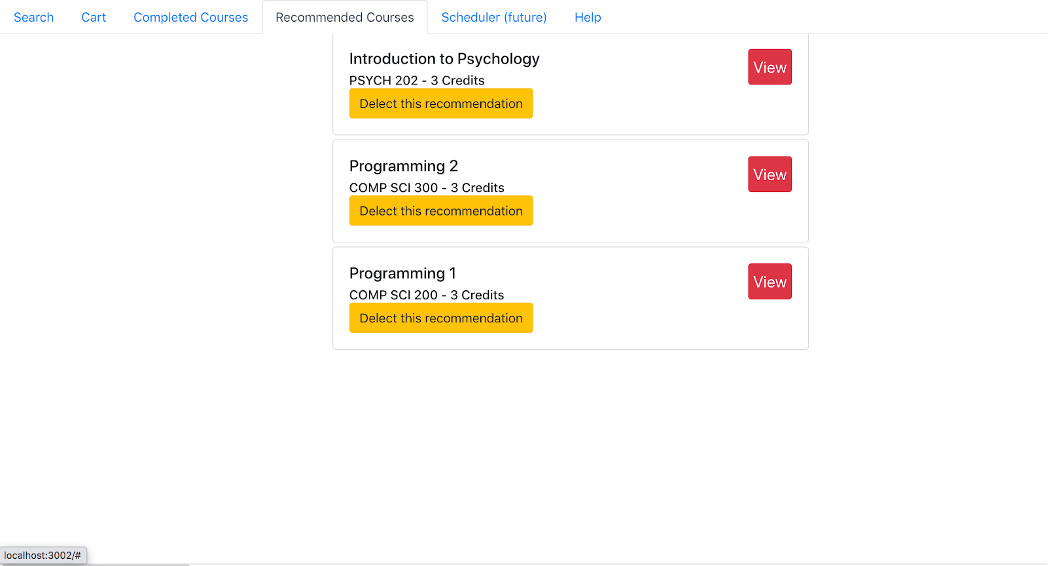 Search Cart Completed Courses Recommended Courses Scheduler (future) Help
Introduction to Psychology
View
PSYCH 202 - 3 Credits
Delect this recommendation
Programming 2
View
COMP SCI 300 - 3 Credits
Delect this recommendation
Programming 1
View
COMP SCI 200 - 3 Credits
Delect this recommendation
localhost:3002/#